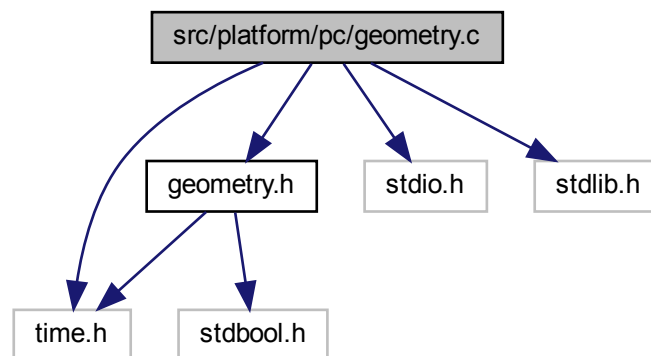 src/platform/pc/geometry.c
geometry.h
stdio.h
stdlib.h
time.h
stdbool.h